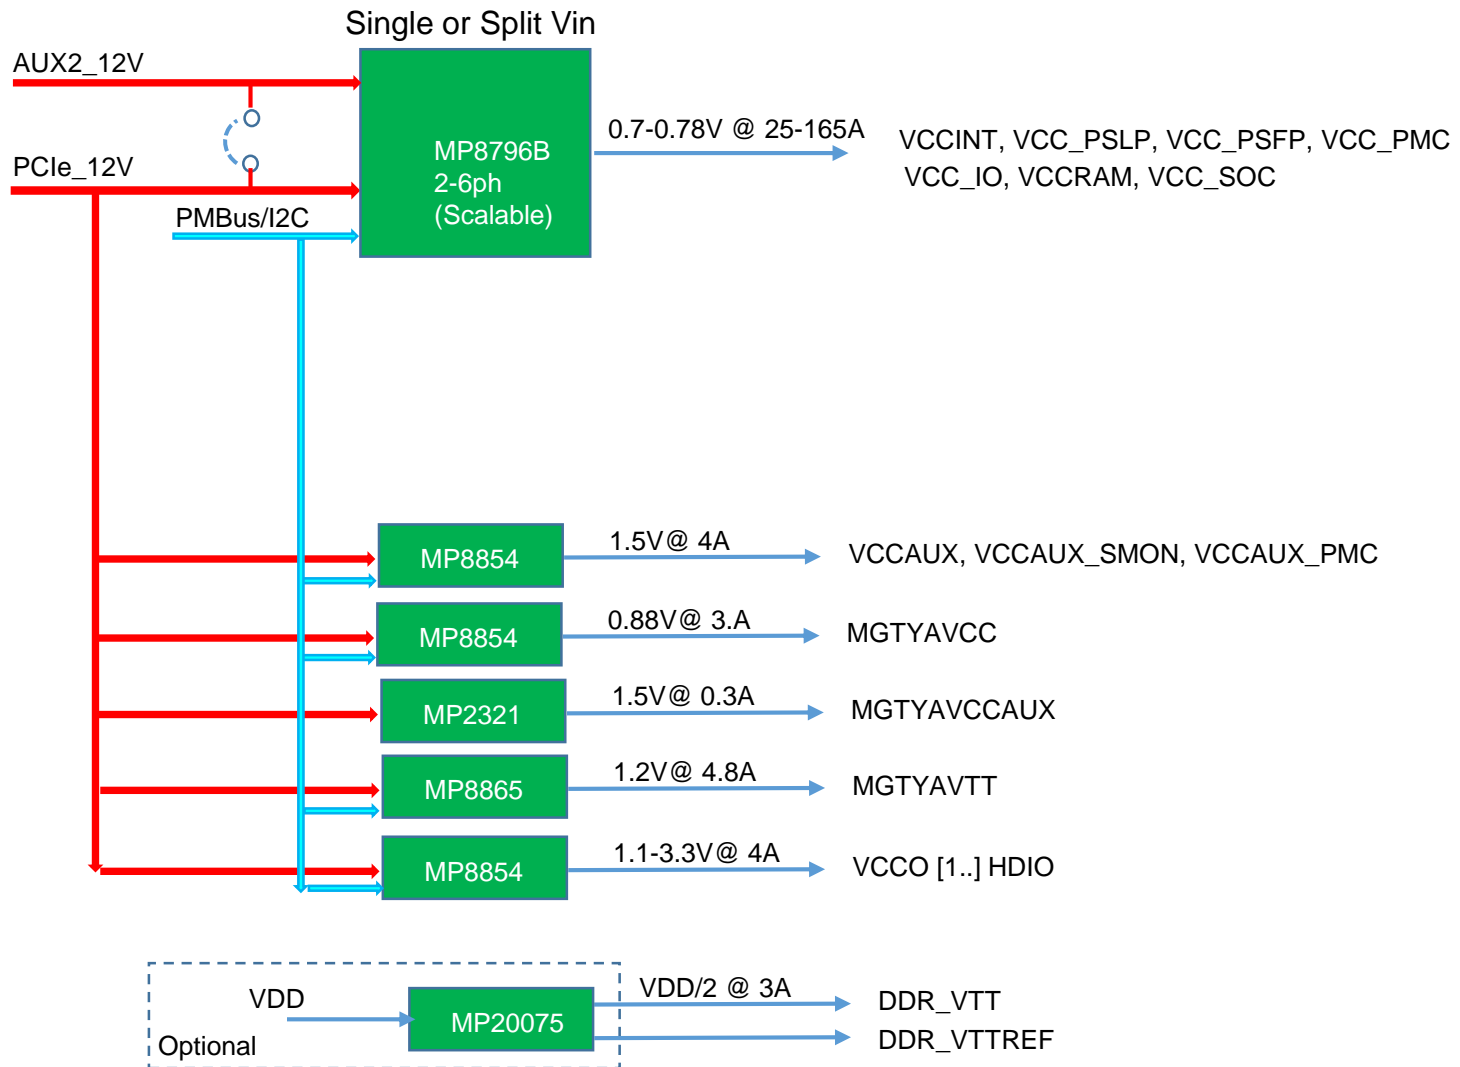 Single or Split Vin
AUX2_12V
PCIe_12V
PMBus/I2C
MP8796B
2-6ph
(Scalable)
0.7-0.78V @ 25-165A
VCCINT, VCC_PSLP, VCC_PSFP, VCC_PMC
VCC_IO, VCCRAM, VCC_SOC
MP8854
1.5V@ 4A
VCCAUX, VCCAUX_SMON, VCCAUX_PMC
MP8854
0.88V@ 3.A
MGTYAVCC
MP2321
1.5V@ 0.3A
MGTYAVCCAUX
MP8865
1.2V@ 4.8A
MGTYAVTT
MP8854
1.1-3.3V@ 4A
VCCO [1..] HDIO
VDD
Optional
MP20075
VDD/2 @ 3A
DDR_VTT
DDR_VTTREF